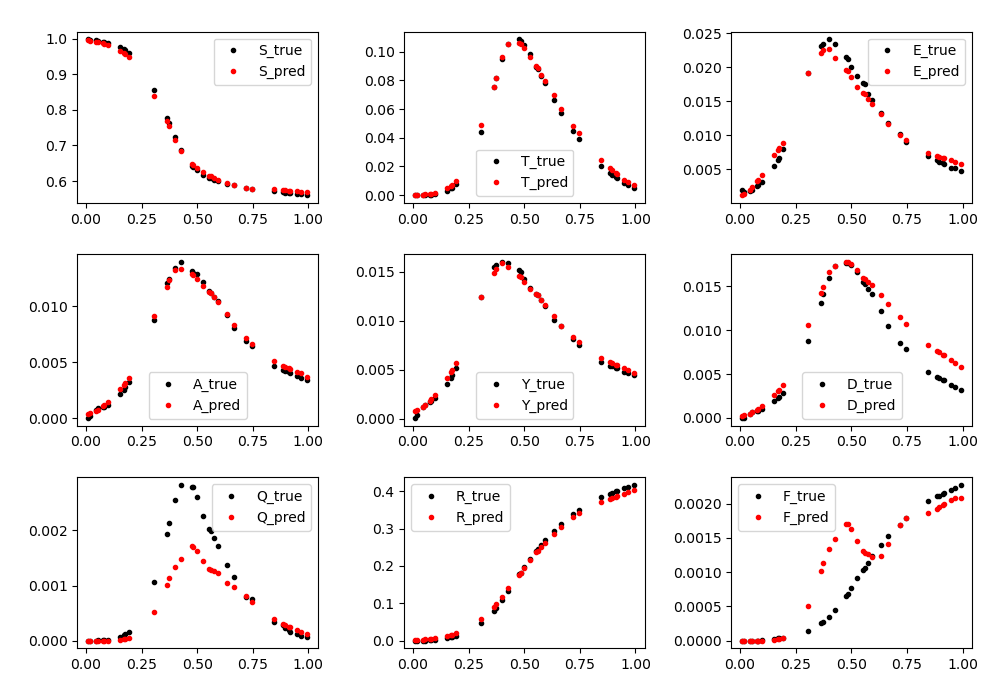 1.0
0.9
0.8
0.7
0.6
0.00 0.25 0.50 0.75 1.00
S_true
S_pred
0.10
0.08
0.06
0.04
0.02
0.00
0.00 0.25 0.50 0.75 1.00
T_true
T_pred
0.025
0.020
0.015
0.010
0.005
0.00 0.25 0.50 0.75 1.00
E_true
E_pred
0.010
0.005
0.000
0.00 0.25 0.50 0.75 1.00
A_true
A_pred
0.015
0.010
0.005
0.000
0.00 0.25 0.50 0.75 1.00
Y_true
Y_pred
0.015
0.010
0.005
0.000
0.00 0.25 0.50 0.75 1.00
D_true
D_pred
0.002
0.001
0.000
0.00 0.25 0.50 0.75 1.00
Q_true
Q_pred
0.4
0.3
0.2
0.1
0.0
0.00 0.25 0.50 0.75 1.00
R_true
R_pred
0.0020
0.0015
0.0010
0.0005
0.0000
0.00 0.25 0.50 0.75 1.00
F_true
F_pred